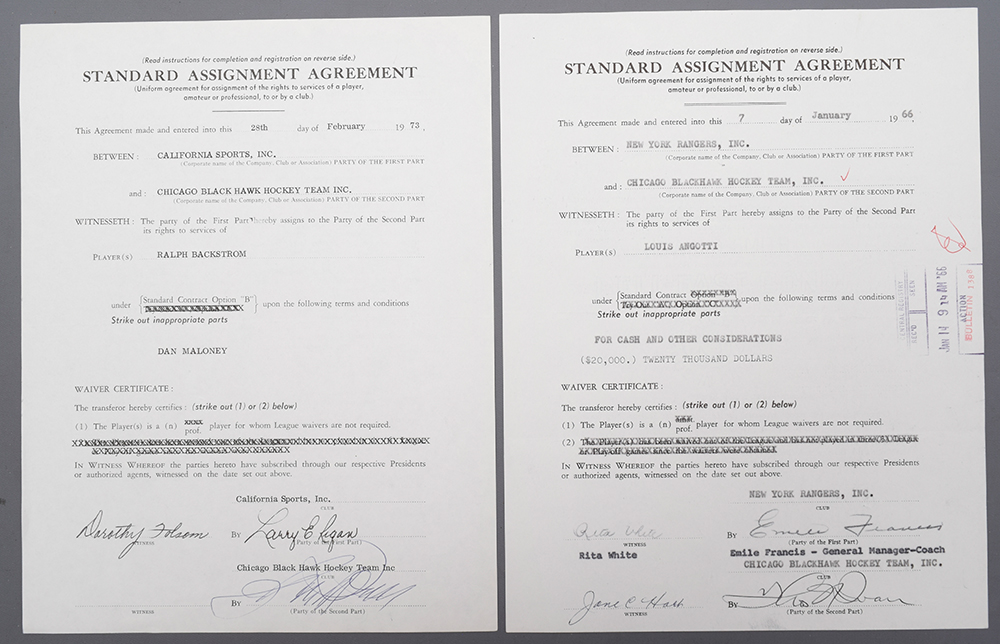 (Read instructions for completion and registration on reverse side.)
STANDARD ASSIGNMENT AGREEMENT
(Uniform agreement for assignment of the rights to services of a player,
amateur or professional, to or by a club.)
This Agreement made and entered into this 28th day of February 1973.
BETWEEN: CALIFORNIA SPORTS, INC.
(Corporate name of the Company, Club or Association) PARTY OF THE FIRST PART
and: CHICAGO BLACK HAWK HOCKEY TEAM INC.
(Corporate name of the Company, Club or Association) PARTY OF THE SECOND PART
WITNESSETH: The party of the First Part hereby assigns to the Party of the Second Part
its rights to services of
PLAYER(S) RALPH BACKSTROM
under {Standard Contract Option "B"} upon the following terms and conditions
Strike out inappropriate parts
DAN MALONEY
WAIVER CERTIFICATE:
The transferor hereby certifies: (strike out (1) or (2) below)
(1) The Player(s) is a (n) xxxx prof. player for whom League waivers are not required.
IN WITNESS WHEREOF the parties hereto have subscribed through our respective Presidents
or authorized agents, witnessed on the date set out above.
California Sports, Inc.
CLUB
Dorothy Folsom BY Larry E Regan
WITNESS (Party of the First Part)
Chicago Black Hawk Hockey Team Inc
CLUB
By
WITNESS (Party of the Second Part)
(Read instructions for completion and registration on reverse side.)
STANDARD ASSIGNMENT AGREEMENT
(Uniform agreement for assignment of the rights to services of a player,
amateur or professional, to or by a club.)
This Agreement made and entered into this 7 day of January 1966.
BETWEEN: NEW YORK RANGERS, INC.
(Corporate name of the Company, Club or Association) PARTY OF THE FIRST PART
and: CHICAGO BLACKHAWK HOCKEY TEAM, INC.
(Corporate name of the Company, Club or Association) PARTY OF THE SECOND PART
WITNESSETH: The party of the First Part hereby assigns to the Party of the Second Part
its rights to services of
PLAYER(S) LOUIS ANGOTTI
under {Standard Contract upon the following terms and conditions
Strike out inappropriate parts
FOR CASH AND OTHER CONSIDERATIONS
($20,000.) TWENTY THOUSAND DOLLARS
CENTRAL REGISTRY
REC'D SEEN
JAN 14 9 14 AM '66
ACTION
BULLETIN
WAIVER CERTIFICATE:
The transferor hereby certifies: (strike out (1) or (2) below)
(1) The Player(s) is a (n) prof. player for whom League waivers are not required.
(2)
IN WITNESS WHEREOF the parties hereto have subscribed through our respective Presidents
or authorized agents, witnessed on the date set out above.
NEW YORK RANGERS, INC.
CLUB
Rita White BY Emile Francis
WITNESS (Party of the First Part)
Rita White Emile Francis - General Manager-Coach
CHICAGO BLACKHAWK HOCKEY TEAM, INC.
CLUB
Jane C BY
WITNESS (Party of the Second Part)